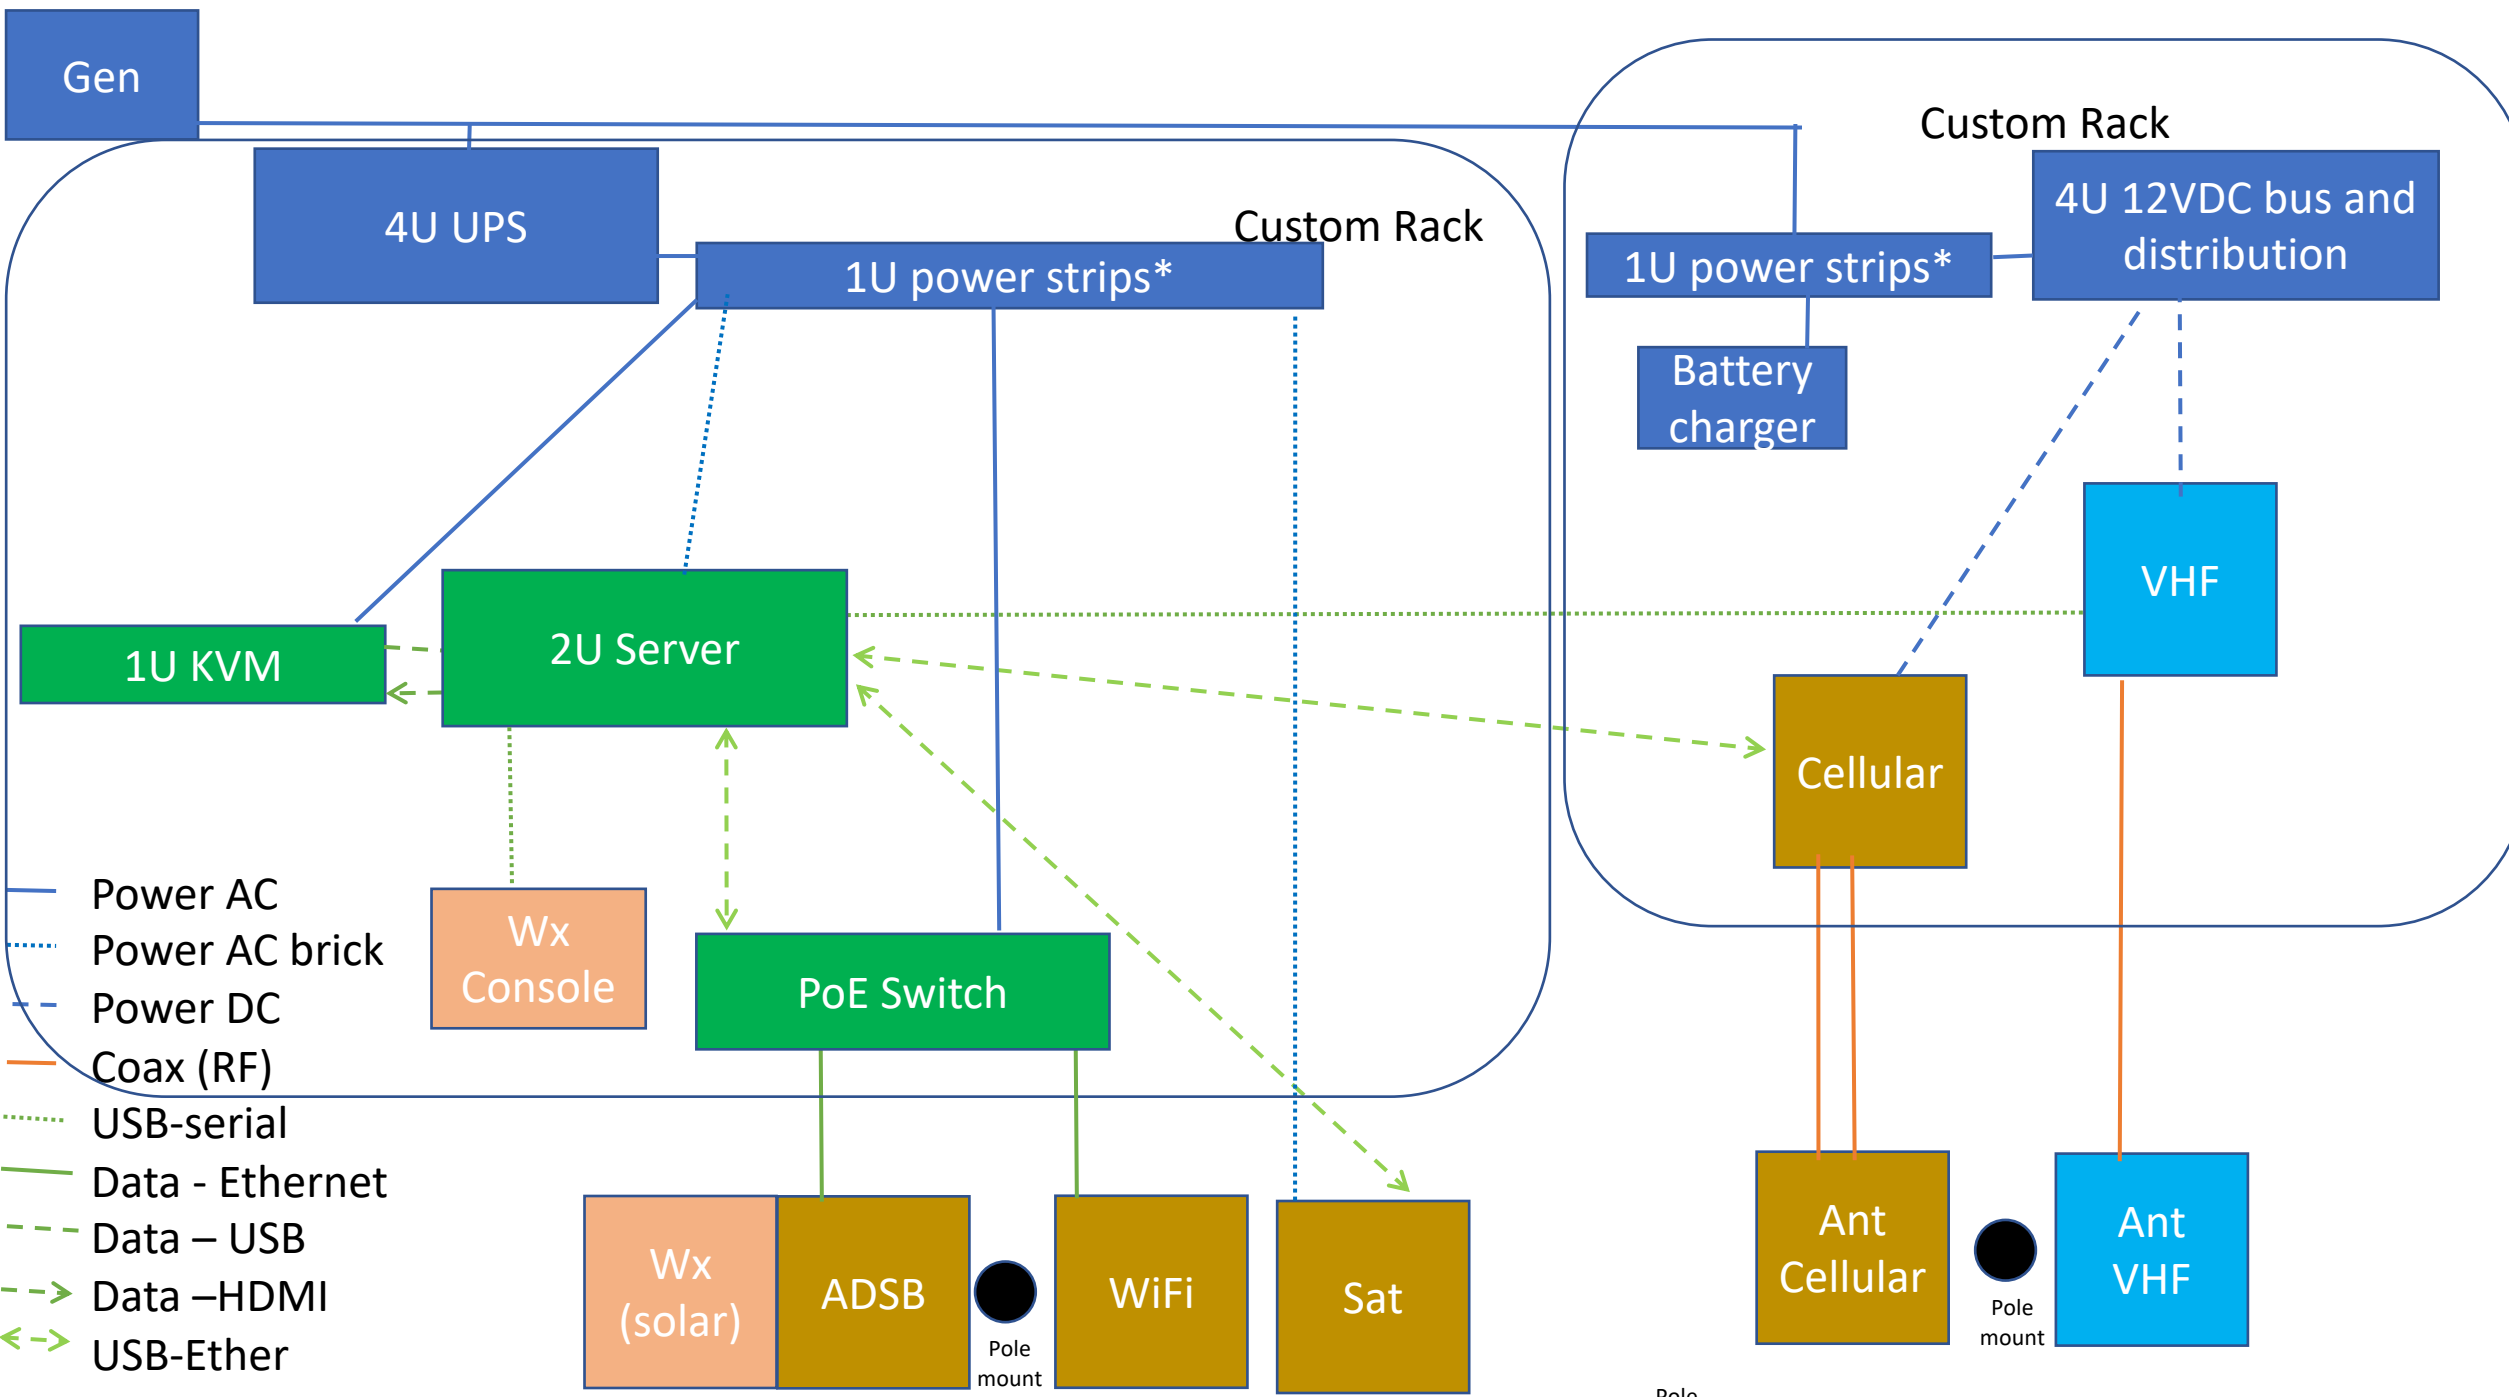 Gen
Custom Rack
4U UPS
Custom Rack
4U 12VDC bus and
distribution
1U power strips*
1U power strips*
Battery
charger
VHF
2U Server
1U KVM
Cellular
Power AC
Power AC brick
Power DC
Coax (RF)
USB-serial
Data - Ethernet
Data – USB
Data –HDMI
USB-Ether
Wx
Console
PoE Switch
Wx
(solar)
ADSB
Pole
mount
WiFi
Sat
Ant
Cellular
Pole
mount
Ant
VHF
Pole